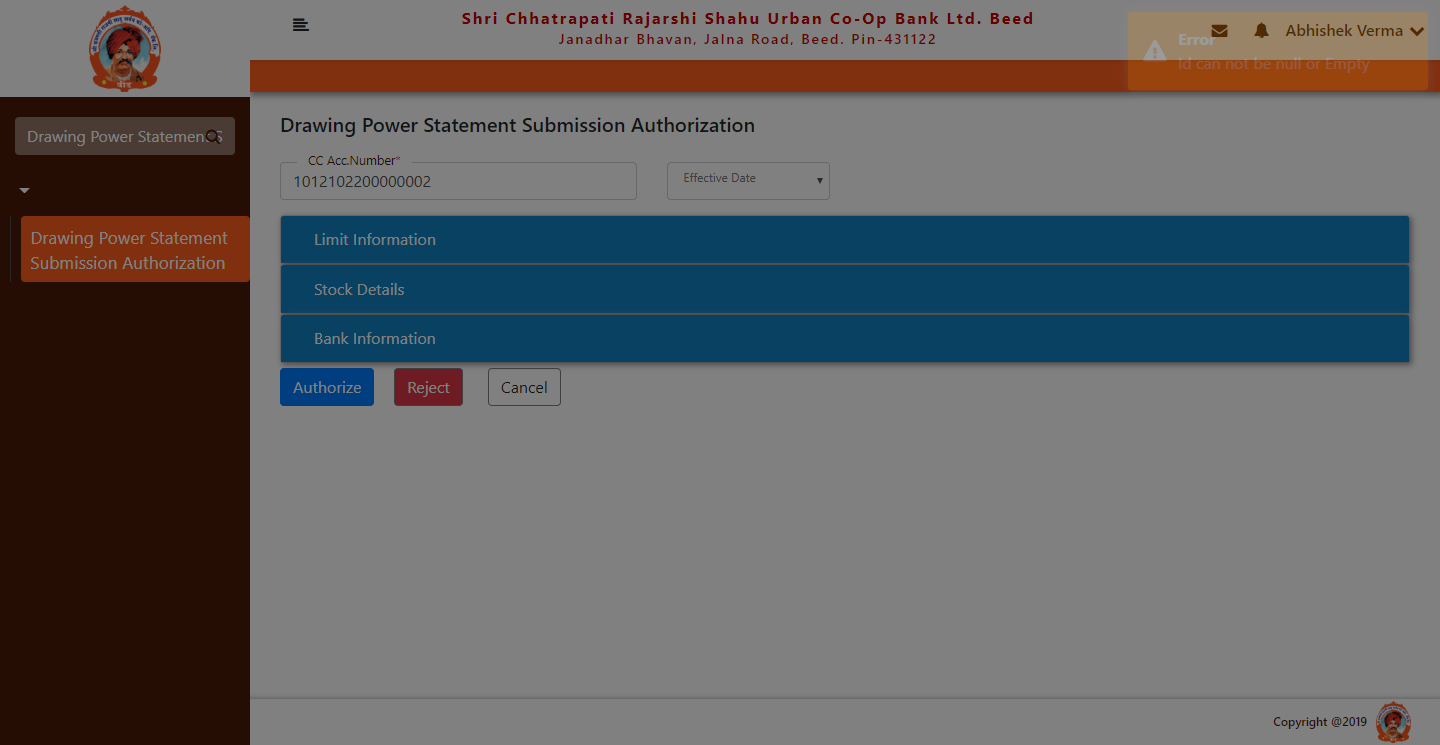 Shri Chhatrapati Rajarshi Shahu Urban Co-Op Bank Ltd. Beed
Janadhar Bhavan, Jalna Road, Beed. Pin-431122
Error
Id can not be null or Empty
Abhishek Verma
Drawing Power Statement
Drawing Power Statement
Submission Authorization
Drawing Power Statement Submission Authorization
CC Acc.Number*
1012102200000002
Effective Date
Limit Information
Stock Details
Bank Information
Authorize
Reject
Cancel
Copyright @2019